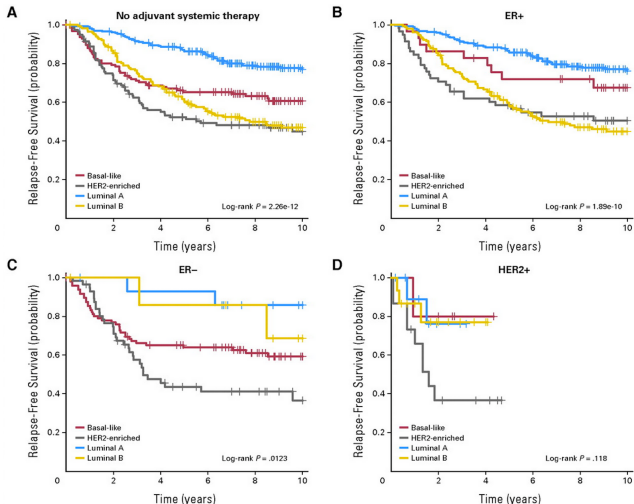 A
No adjuvant systemic therapy
Relapse-Free Survival (probability)
1.0
0.8
0.6
0.4
0.2
Basal-like
HER2-enriched
Luminal A
Luminal B
Log-rank P = 2.26e-12
0 2 4 6 8 10
Time (years)
B
ER+
Relapse-Free Survival (probability)
1.0
0.8
0.6
0.4
0.2
Basal-like
HER2-enriched
Luminal A
Luminal B
Log-rank P = 1.89e-10
0 2 4 6 8 10
Time (years)
C
ER–
Relapse-Free Survival (probability)
1.0
0.8
0.6
0.4
0.2
Basal-like
HER2-enriched
Luminal A
Luminal B
Log-rank P = .0123
0 2 4 6 8 10
Time (years)
D
HER2+
Relapse-Free Survival (probability)
1.0
0.8
0.6
0.4
0.2
Basal-like
HER2-enriched
Luminal A
Luminal B
Log-rank P = .118
0 2 4 6 8 10
Time (years)